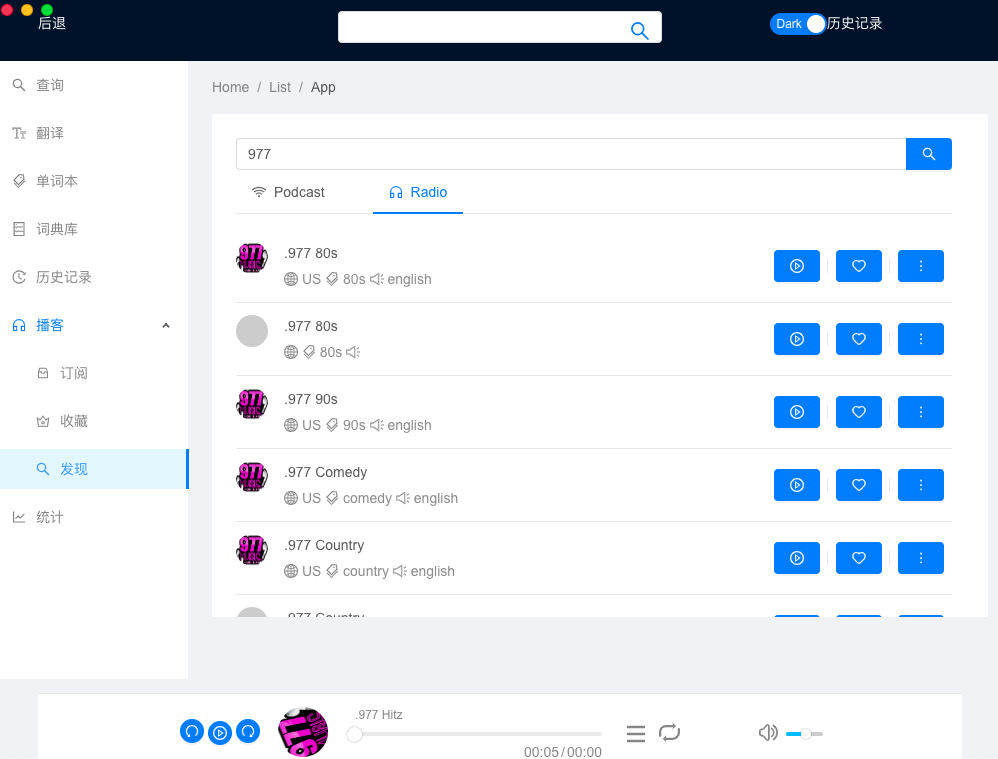 后退
Dark 历史记录
查询
翻译
单词本
词典库
历史记录
播客
订阅
收藏
发现
统计
Home / List / App
977
Podcast Radio
.977 80s
US 80s english
.977 80s
80s
.977 90s
US 90s english
.977 Comedy
US comedy english
.977 Country
US country english
.977 Country
.977 Hitz
00:05/00:00